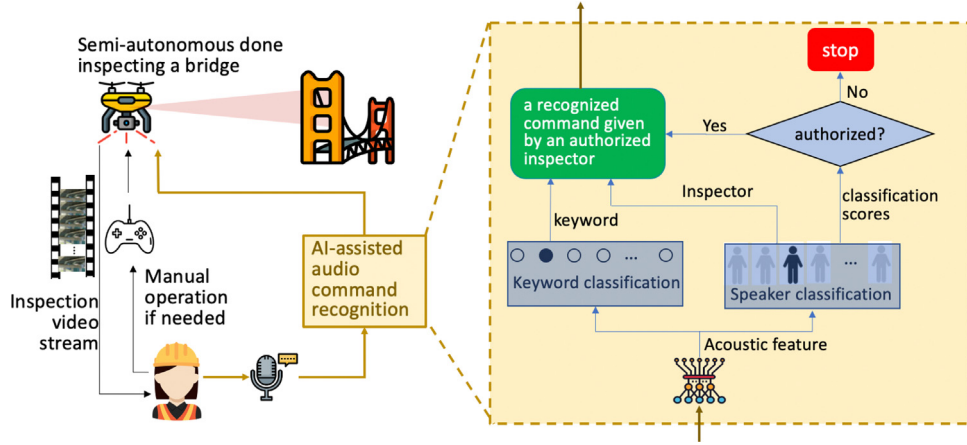 Semi-autonomous done
inspecting a bridge
Inspection
video
stream
Manual
operation
if needed
AI-assisted
audio
command
recognition
stop
No
a recognized
command given
by an authorized
inspector
Yes
authorized?
Inspector
classification
scores
keyword
...
Keyword classification
...
Speaker classification
Acoustic feature